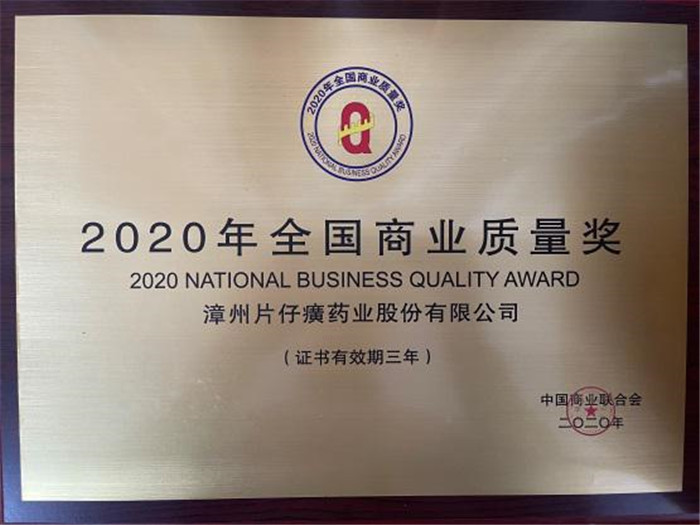 2020年全国商业质量奖
Q
2020 NATIONAL BUSINESS QUALITY AWARD
2020年全国商业质量奖
2020 NATIONAL BUSINESS QUALITY AWARD
漳州片仔癀药业股份有限公司
（证书有效期三年）
中国商业联合会
二〇二〇年